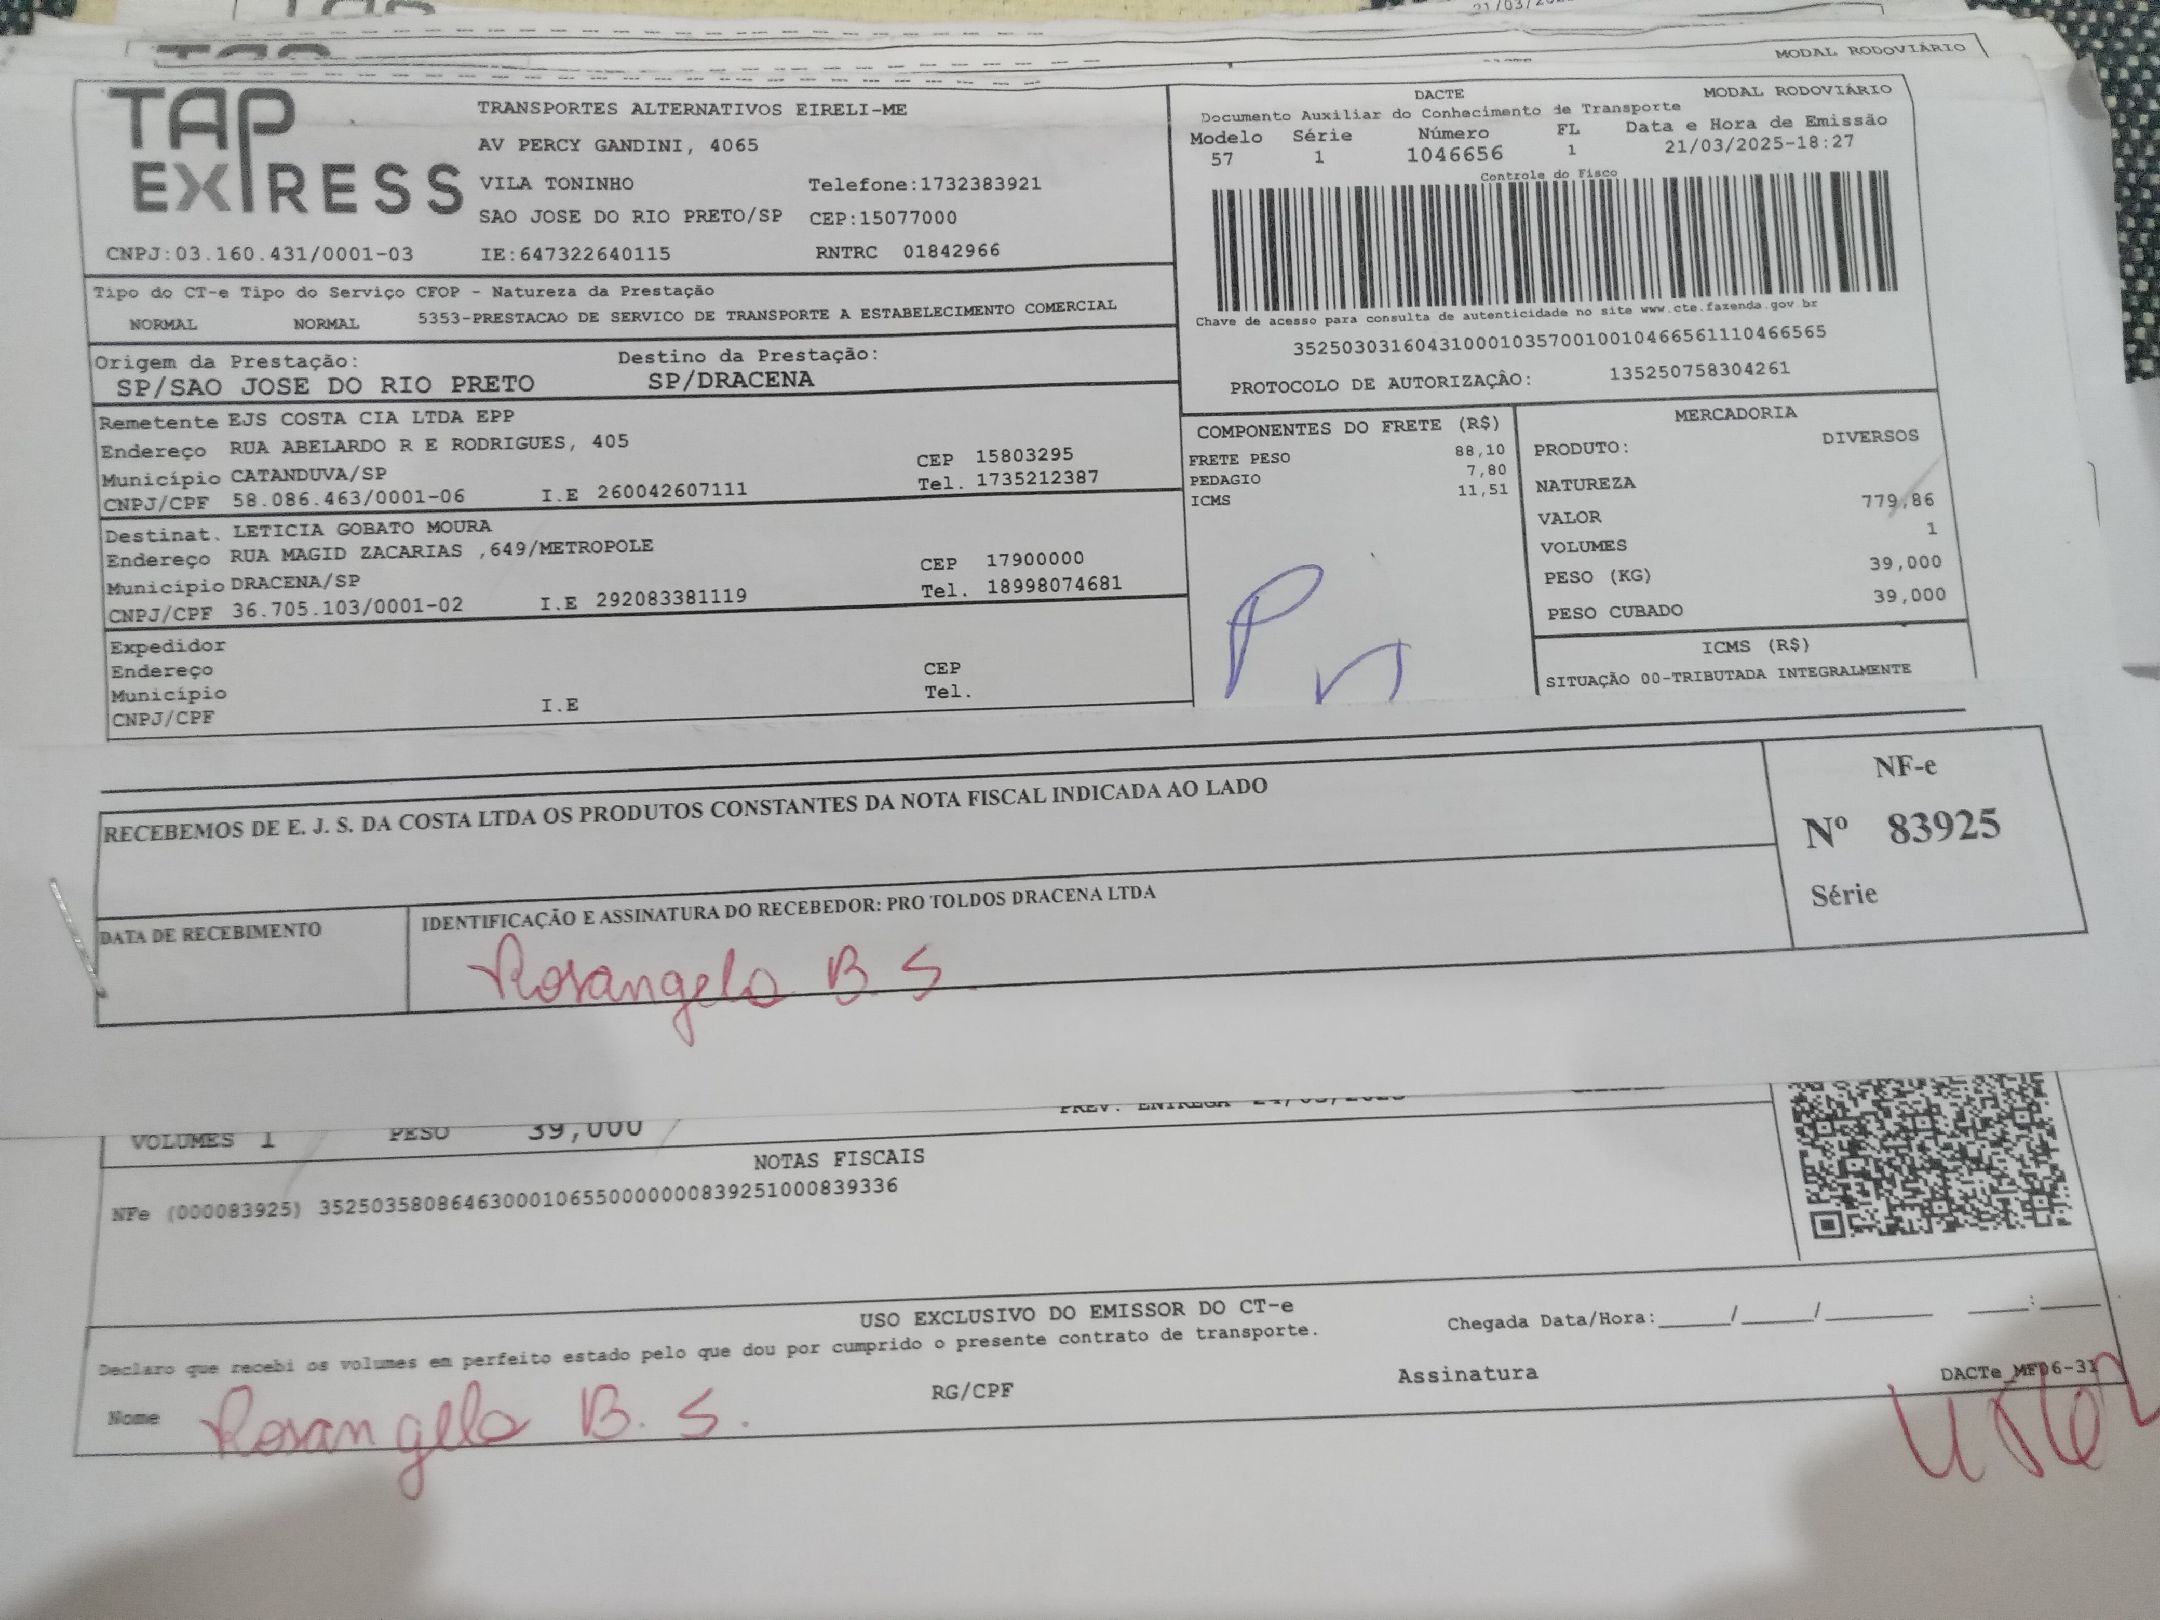 MODAL RODOVIÁRIO
TAP EXPRESS
TRANSPORTES ALTERNATIVOS EIRELI-ME
AV PERCY GANDINI, 4065
VILA TONINHO Telefone:1732383921
SAO JOSE DO RIO PRETO/SP CEP:15077000
CNPJ:03.160.431/0001-03 IE:647322640115 RNTRC 01842966
DACTE MODAL RODOVIÁRIO
Documento Auxiliar do Conhecimento de Transporte
Modelo Série Número FL Data e Hora de Emissão
57 1 1046656 1 21/03/2025-18:27
Controle do Fisco
Chave de acesso para consulta de autenticidade no site www.cte.fazenda.gov.br
35250303160431000103570010010466561110466565
PROTOCOLO DE AUTORIZAÇÂO: 135250758304261
Tipo do CT-e Tipo do Serviço CFOP - Natureza da Prestação
NORMAL NORMAL 5353-PRESTACAO DE SERVICO DE TRANSPORTE A ESTABELECIMENTO COMERCIAL
Origem da Prestação: Destino da Prestação:
SP/SAO JOSE DO RIO PRETO SP/DRACENA
Remetente EJS COSTA CIA LTDA EPP
Endereço RUA ABELARDO R E RODRIGUES, 405
Município CATANDUVA/SP CEP 15803295
CNPJ/CPF 58.086.463/0001-06 I.E 260042607111 Tel. 1735212387
Destinat. LETICIA GOBATO MOURA
Endereço RUA MAGID ZACARIAS ,649/METROPOLE
Município DRACENA/SP CEP 17900000
CNPJ/CPF 36.705.103/0001-02 I.E 292083381119 Tel. 18998074681
Expedidor
Endereço CEP
Município Tel.
CNPJ/CPF I.E
COMPONENTES DO FRETE (R$)
FRETE PESO 88,10
PEDAGIO 7,80
ICMS 11,51
MERCADORIA
PRODUTO: DIVERSOS
NATUREZA
VALOR 779,86
VOLUMES 1
PESO (KG) 39,000
PESO CUBADO 39,000
ICMS (R$)
SITUAÇÃO 00-TRIBUTADA INTEGRALMENTE
RECEBEMOS DE E. J. S. DA COSTA LTDA OS PRODUTOS CONSTANTES DA NOTA FISCAL INDICADA AO LADO
NF-e
Nº 83925
Série
DATA DE RECEBIMENTO
IDENTIFICAÇÃO E ASSINATURA DO RECEBEDOR: PRO TOLDOS DRACENA LTDA
Rosangela B. S.
VOLUMES 1 PESO 39,000 PREV. ENTREGA
NOTAS FISCAIS
NFe (000083925) 35250358086463000106550000000839251000839336
USO EXCLUSIVO DO EMISSOR DO CT-e
Declaro que recebi os volumes em perfeito estado pelo que dou por cumprido o presente contrato de transporte.
Chegada Data/Hora:______/______/________ ____:____
Nome Rosangela B. S. RG/CPF Assinatura
DACTe_MF06-31